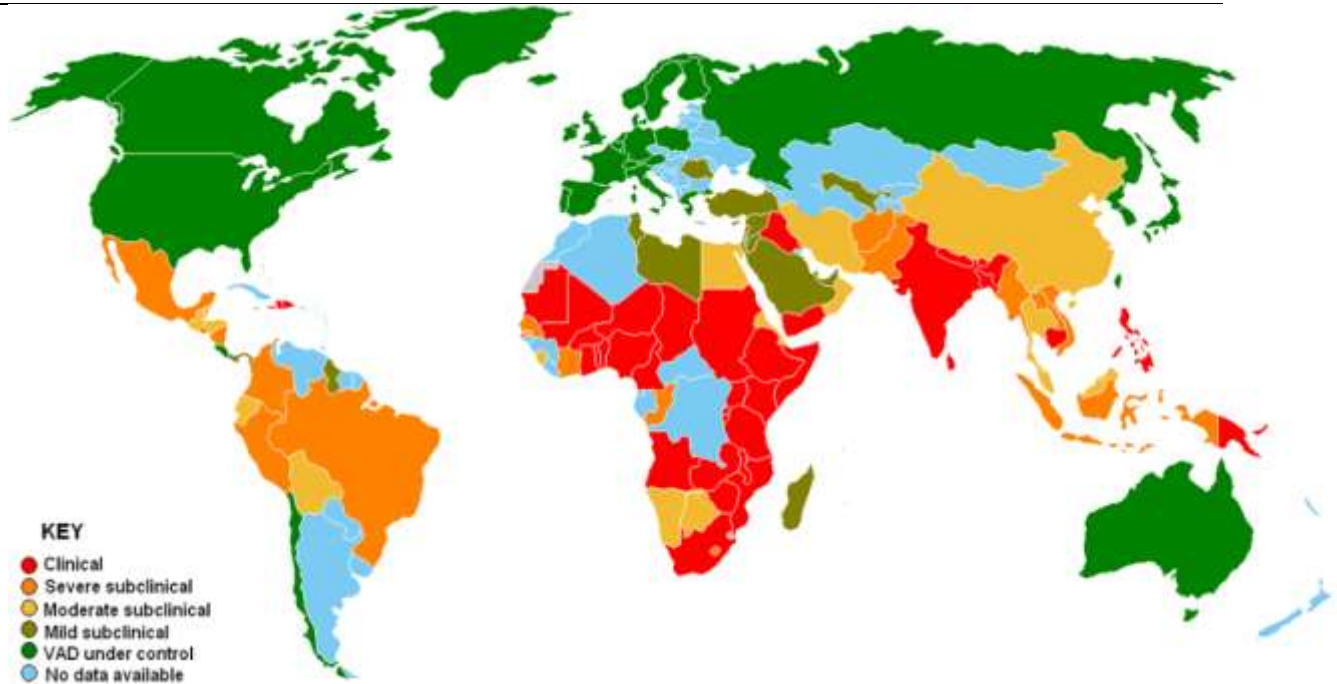 KEY
Clinical
Severe subclinical
Moderate subclinical
Mild subclinical
VAD under control
No data available